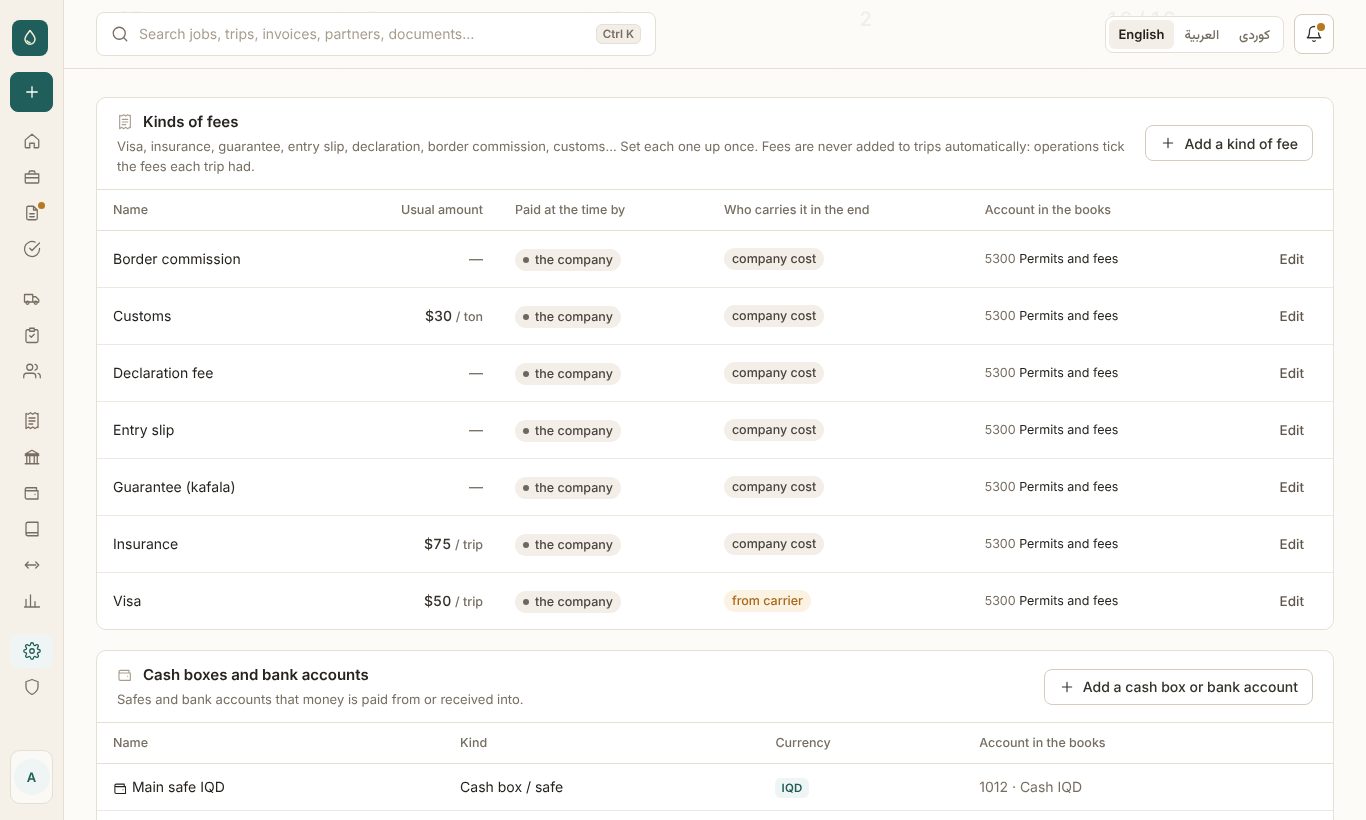 Search jobs, trips, invoices, partners, documents...
Ctrl K
2
English
العربية
کوردی
Kinds of fees
Visa, insurance, guarantee, entry slip, declaration, border commission, customs... Set each one up once. Fees are never added to trips automatically: operations tick
the fees each trip had.
+ Add a kind of fee
Name Usual amount Paid at the time by Who carries it in the end Account in the books
Border commission — the company company cost 5300 Permits and fees Edit
Customs $30 / ton the company company cost 5300 Permits and fees Edit
Declaration fee — the company company cost 5300 Permits and fees Edit
Entry slip — the company company cost 5300 Permits and fees Edit
Guarantee (kafala) — the company company cost 5300 Permits and fees Edit
Insurance $75 / trip the company company cost 5300 Permits and fees Edit
Visa $50 / trip the company from carrier 5300 Permits and fees Edit
Cash boxes and bank accounts
Safes and bank accounts that money is paid from or received into.
+ Add a cash box or bank account
Name Kind Currency Account in the books
Main safe IQD Cash box / safe IQD 1012 · Cash IQD
A